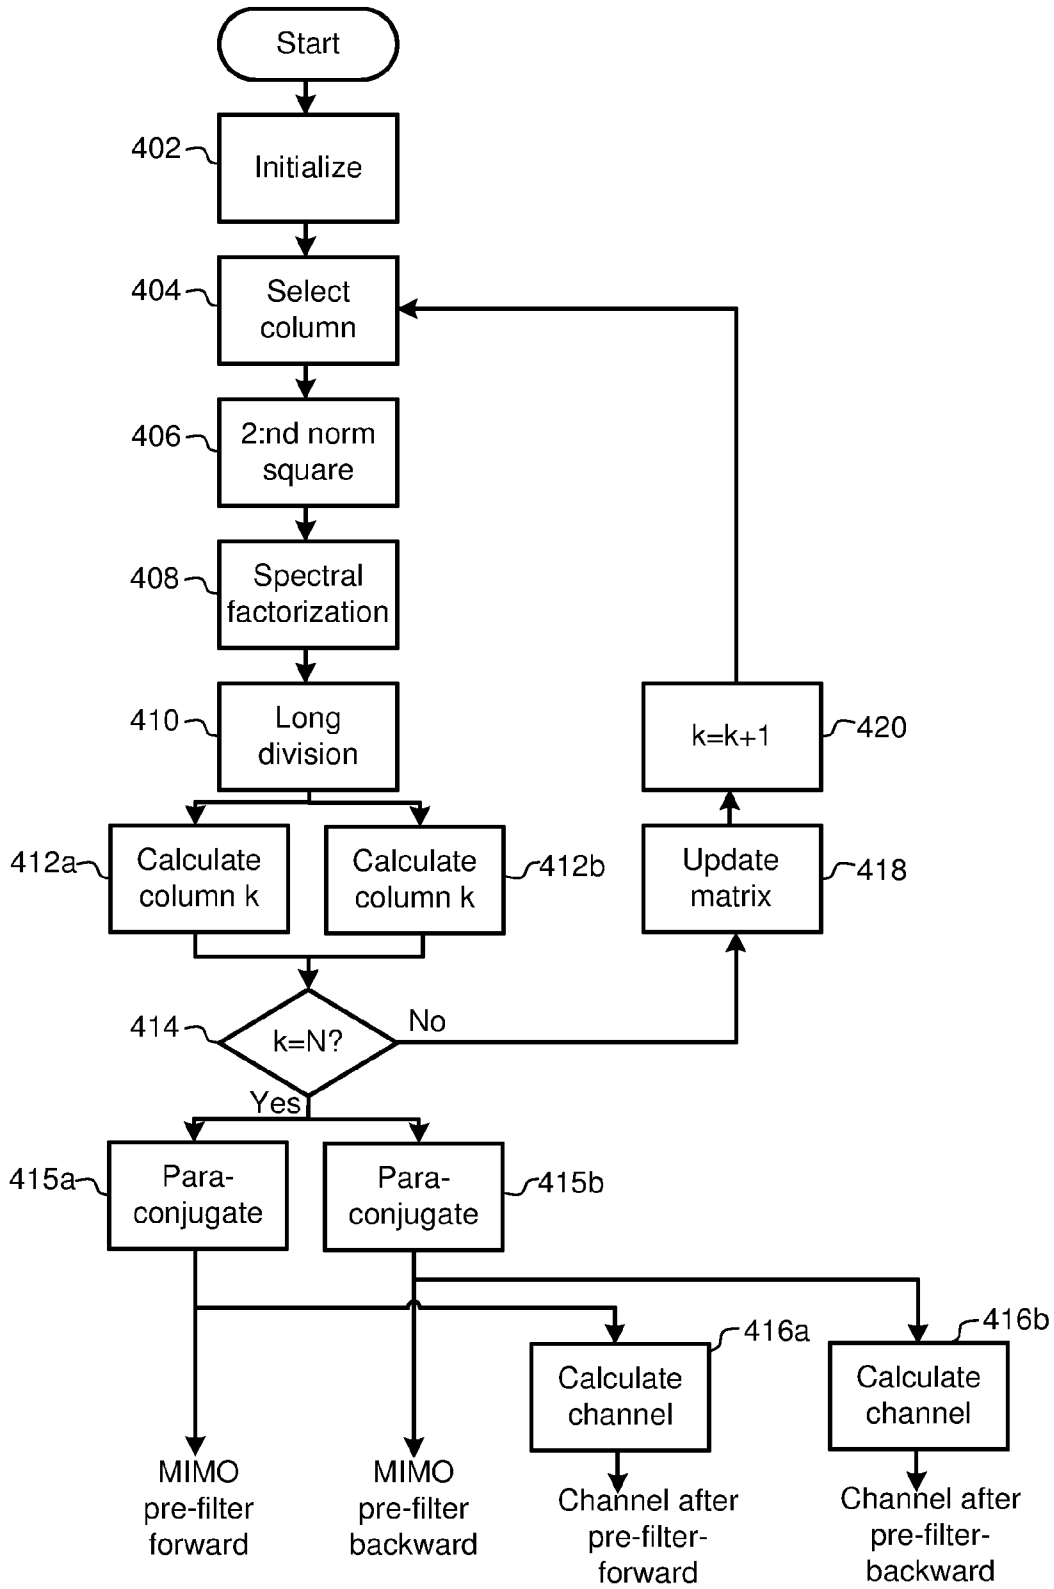 Start
402
Initialize
404
Select
column
406
2:nd norm
square
408
Spectral
factorization
410
Long
division
k=k+1
420
412a
Calculate
column k
Calculate
column k
412b
Update
matrix
418
414
k=N?
No
Yes
415a
Para-
conjugate
Para-
conjugate
415b
416a
416b
Calculate
channel
Calculate
channel
MIMO
pre-filter
forward
MIMO
pre-filter
backward
Channel after
pre-filter-
forward
Channel after
pre-filter-
backward